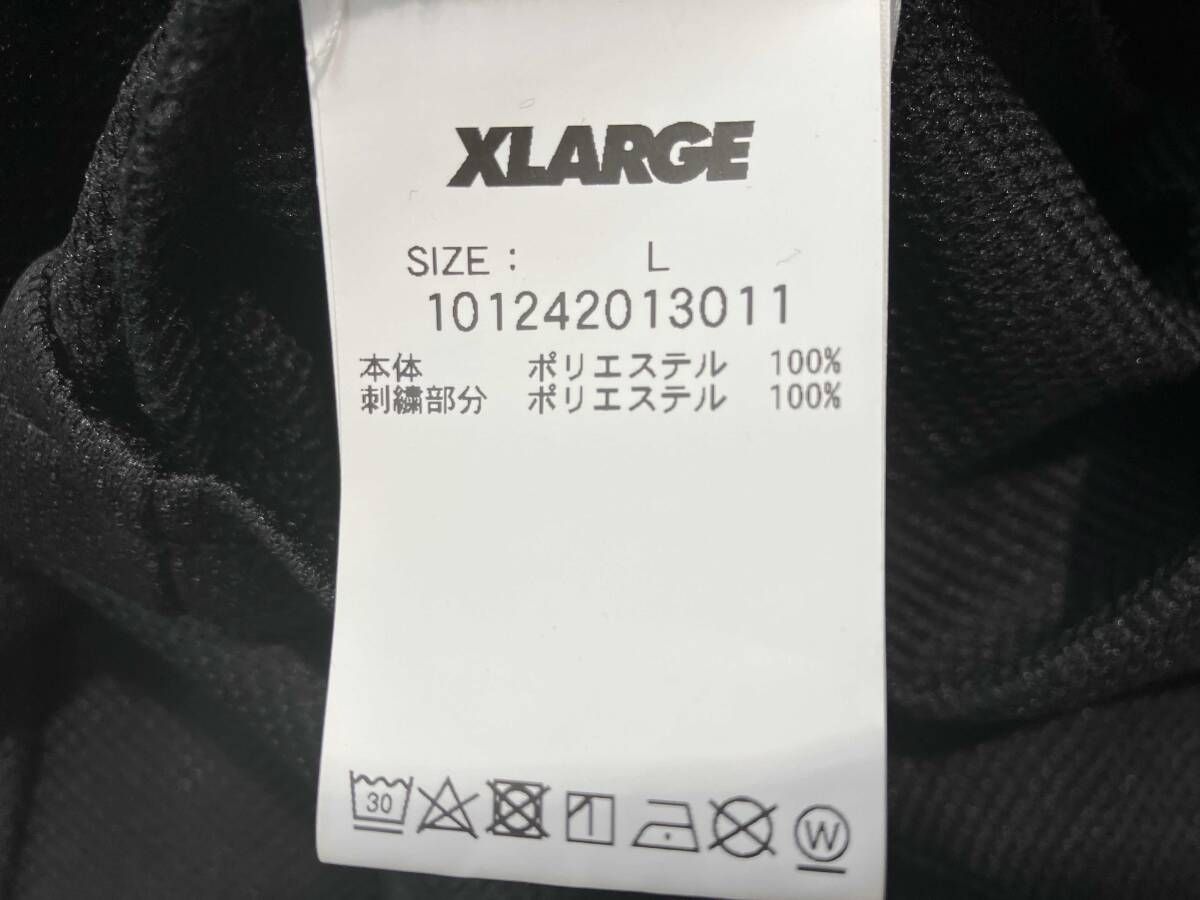 XLARGE
SIZE : L
101242013011
本体 ポリエステル 100%
刺繍部分 ポリエステル 100%
30 W